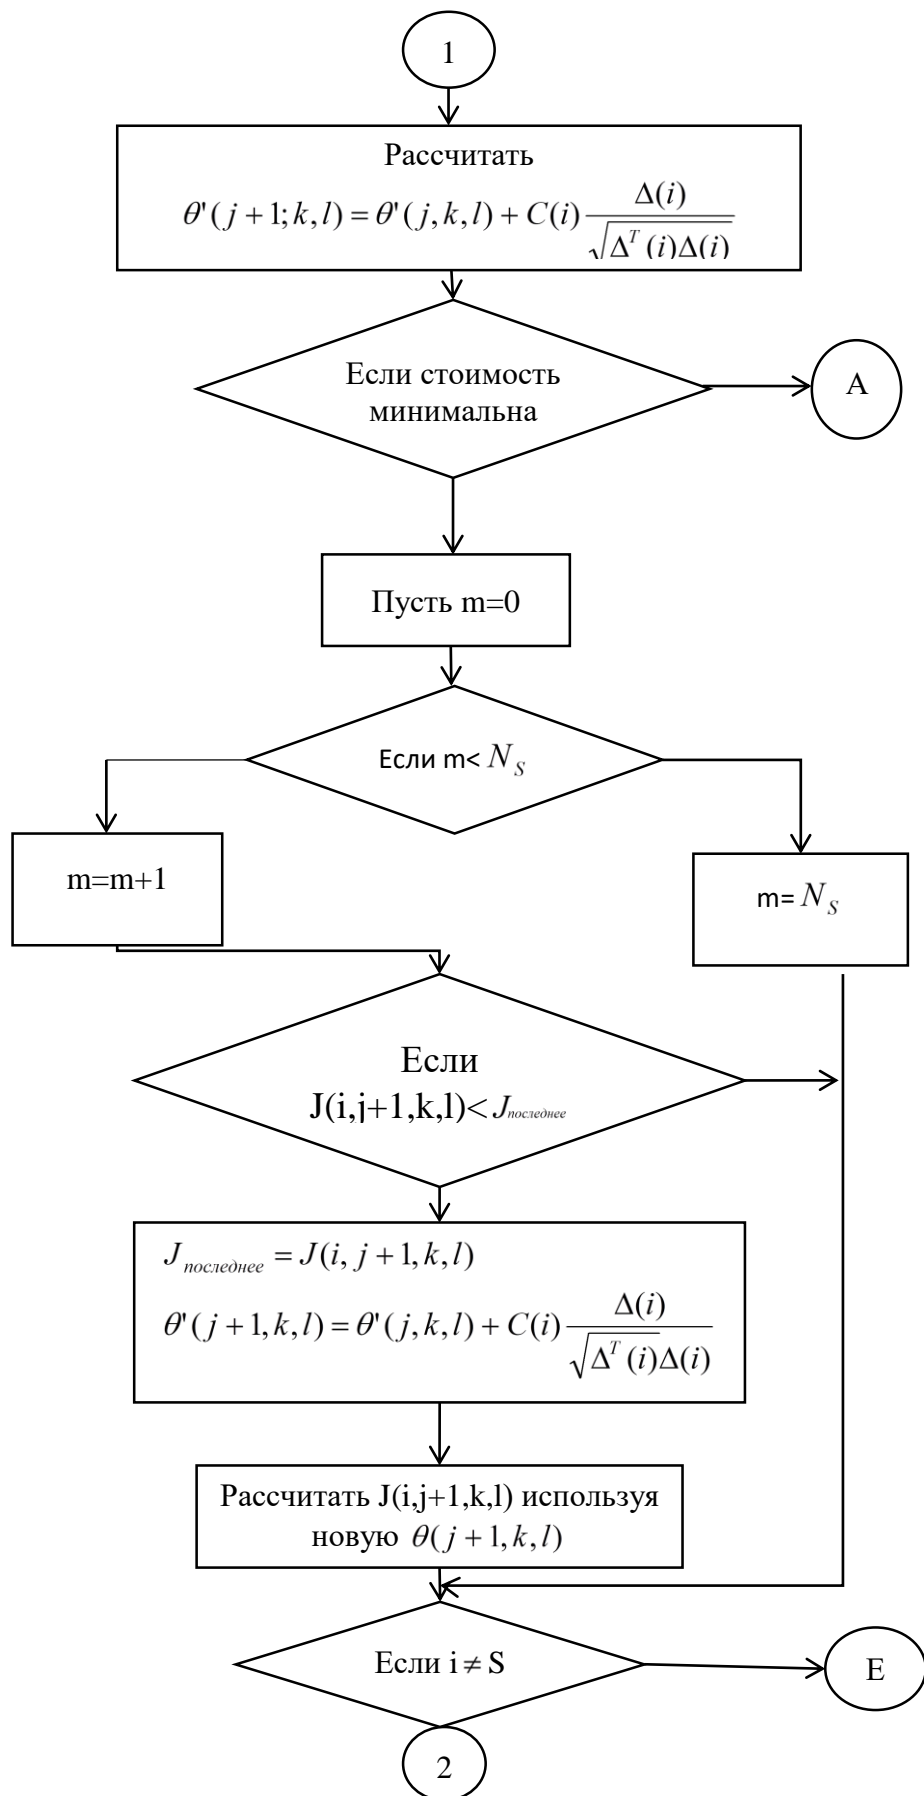 1
Рассчитать
θ'(j+1;k,l)=θ'(j,k,l)+C(i) Δ(i)/√(Δ^T(i)Δ(i))
Если стоимость
минимальна
A
Пусть m=0
Если m< N_S
m=m+1
m= N_S
Если
J(i,j+1,k,l)< J_последнее
J_последнее = J(i, j+1,k,l)
θ'(j+1,k,l)=θ'(j,k,l)+C(i) Δ(i)/√(Δ^T(i))Δ(i)
Рассчитать J(i,j+1,k,l) используя
новую θ(j+1,k,l)
Если i≠S
E
2